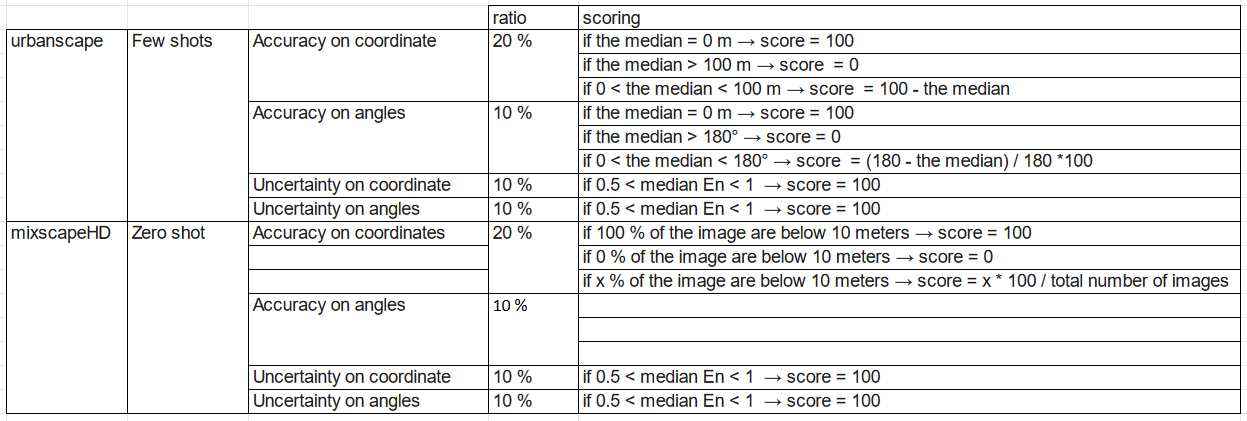 ratio scoring
urbanscape Few shots Accuracy on coordinate 20 % if the median = 0 m → score = 100
if the median > 100 m → score  = 0
if 0 < the median < 100 m → score  = 100 - the median
Accuracy on angles 10 % if the median = 0 m → score = 100
if the median > 180° → score = 0
if 0 < the median < 180° → score  = (180 - the median) / 180 *100
Uncertainty on coordinate 10 % if 0.5 < median En < 1  → score = 100
Uncertainty on angles 10 % if 0.5 < median En < 1  → score = 100
mixscapeHD Zero shot Accuracy on coordinates 20 % if 100 % of the image are below 10 meters → score = 100
if 0 % of the image are below 10 meters → score = 0
if x % of the image are below 10 meters → score = x * 100 / total number of images
Accuracy on angles 10 %
Uncertainty on coordinate 10 % if 0.5 < median En < 1  → score = 100
Uncertainty on angles 10 % if 0.5 < median En < 1  → score = 100